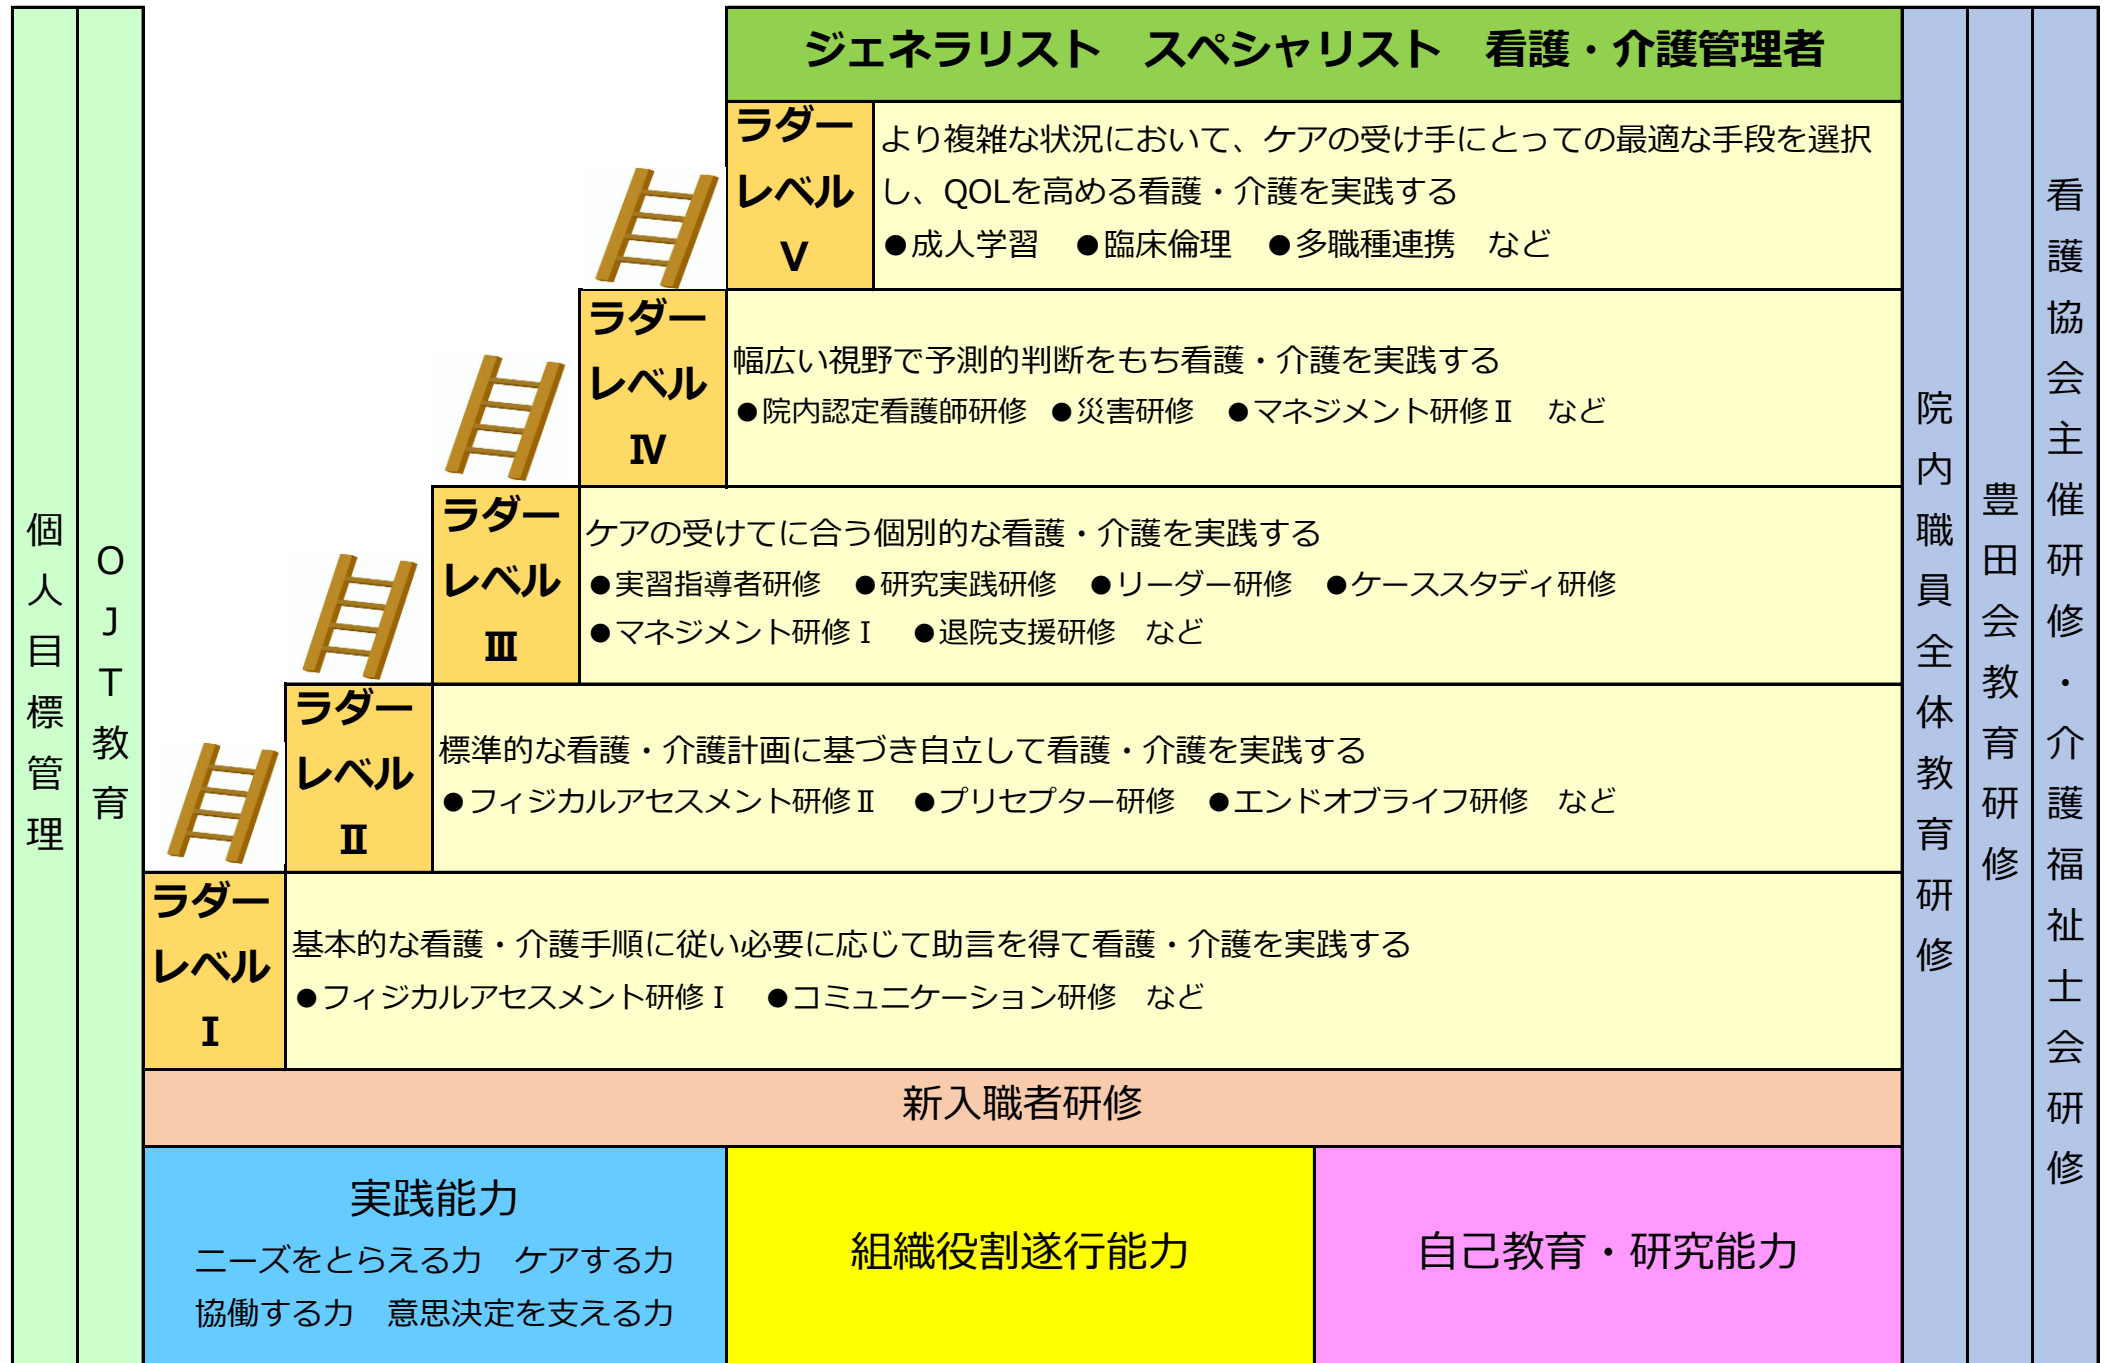 個人目標管理
OJT教育
ジェネラリスト　スペシャリスト　看護・介護管理者
ラダー
レベル
Ⅴ
より複雑な状況において、ケアの受け手にとっての最適な手段を選択
し、QOLを高める看護・介護を実践する
●成人学習　●臨床倫理　●多職種連携　など
ラダー
レベル
Ⅳ
幅広い視野で予測的判断をもち看護・介護を実践する
●院内認定看護師研修　●災害研修　●マネジメント研修Ⅱ　など
ラダー
レベル
Ⅲ
ケアの受けてに合う個別的な看護・介護を実践する
●実習指導者研修　●研究実践研修　●リーダー研修　●ケーススタディ研修
●マネジメント研修Ⅰ　●退院支援研修　など
ラダー
レベル
Ⅱ
標準的な看護・介護計画に基づき自立して看護・介護を実践する
●フィジカルアセスメント研修Ⅱ　●プリセプター研修　●エンドオブライフ研修　など
ラダー
レベル
Ⅰ
基本的な看護・介護手順に従い必要に応じて助言を得て看護・介護を実践する
●フィジカルアセスメント研修Ⅰ　●コミュニケーション研修　など
新入職者研修
実践能力
ニーズをとらえる力　ケアする力
協働する力　意思決定を支える力
組織役割遂行能力
自己教育・研究能力
院内職員全体教育研修
豊田会教育研修
看護協会主催研修・介護福祉士会研修